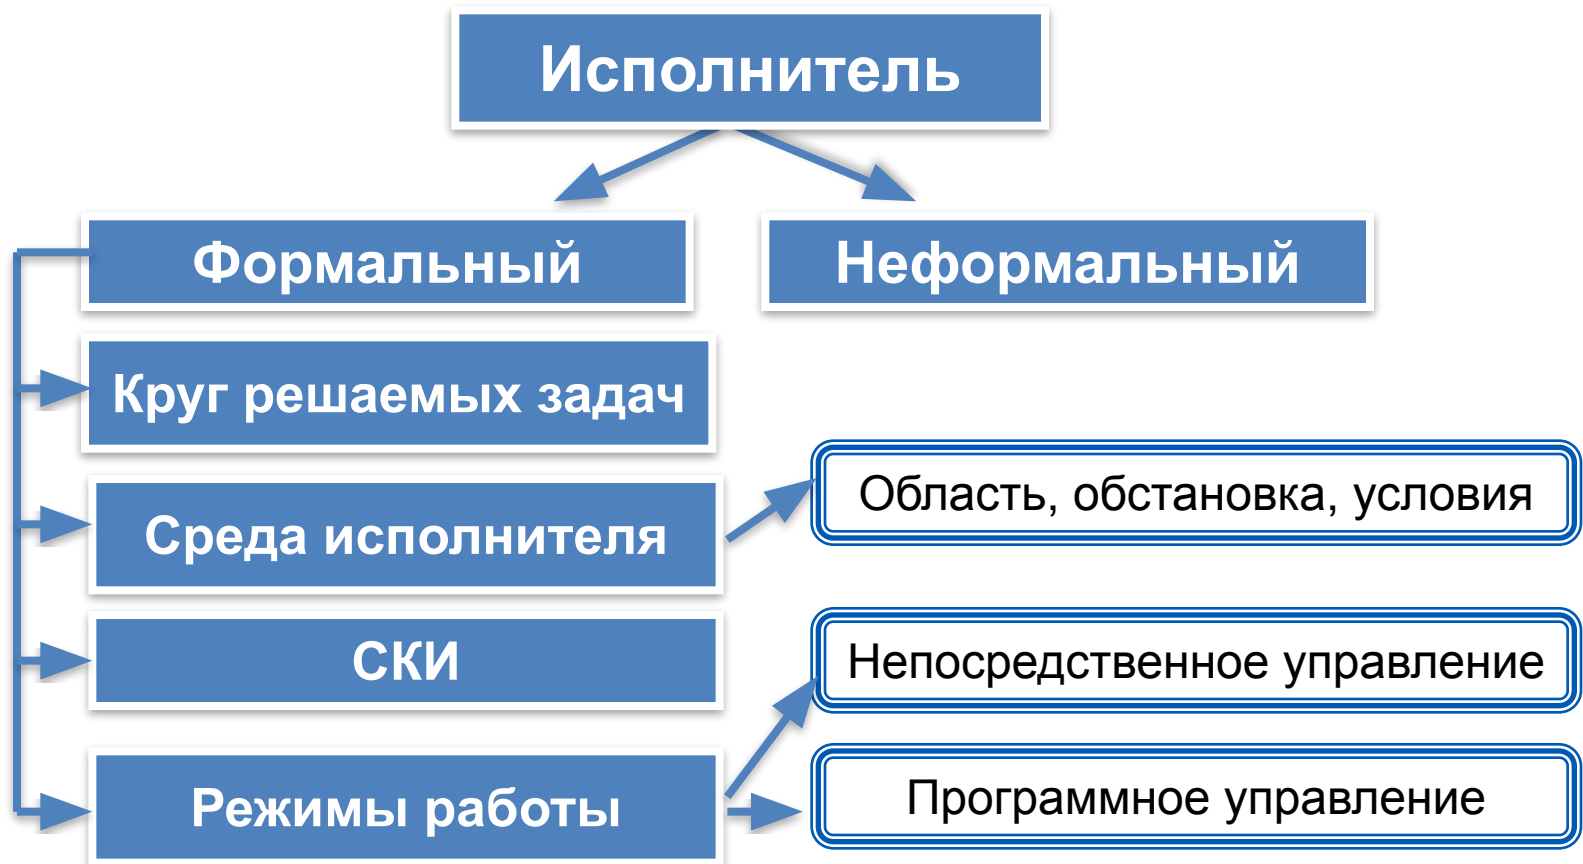 Исполнитель
Формальный
Неформальный
Круг решаемых задач
Среда исполнителя
Область, обстановка, условия
СКИ
Непосредственное управление
Режимы работы
Программное управление